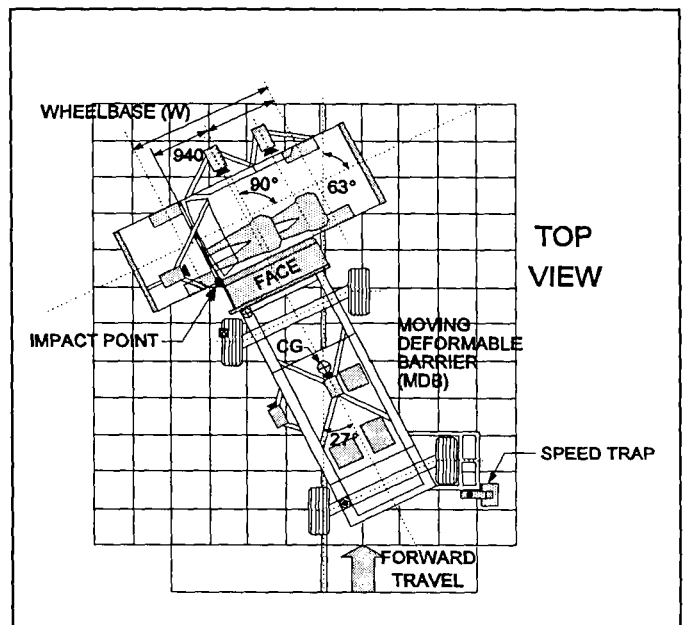 WHEELBASE (W)
940
90°
63°
TOP
VIEW
FACE
IMPACT POINT
CG
MOVING
DEFORMABLE
BARRIER
(MDB)
27°
SPEED TRAP
FORWARD
TRAVEL